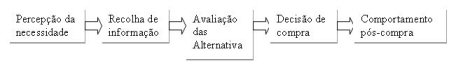 Percepção da
necessidade
Recolha de
informação
Avaliação
das
Alternativa
Decisão de
compra
Comportamento
pós-compra